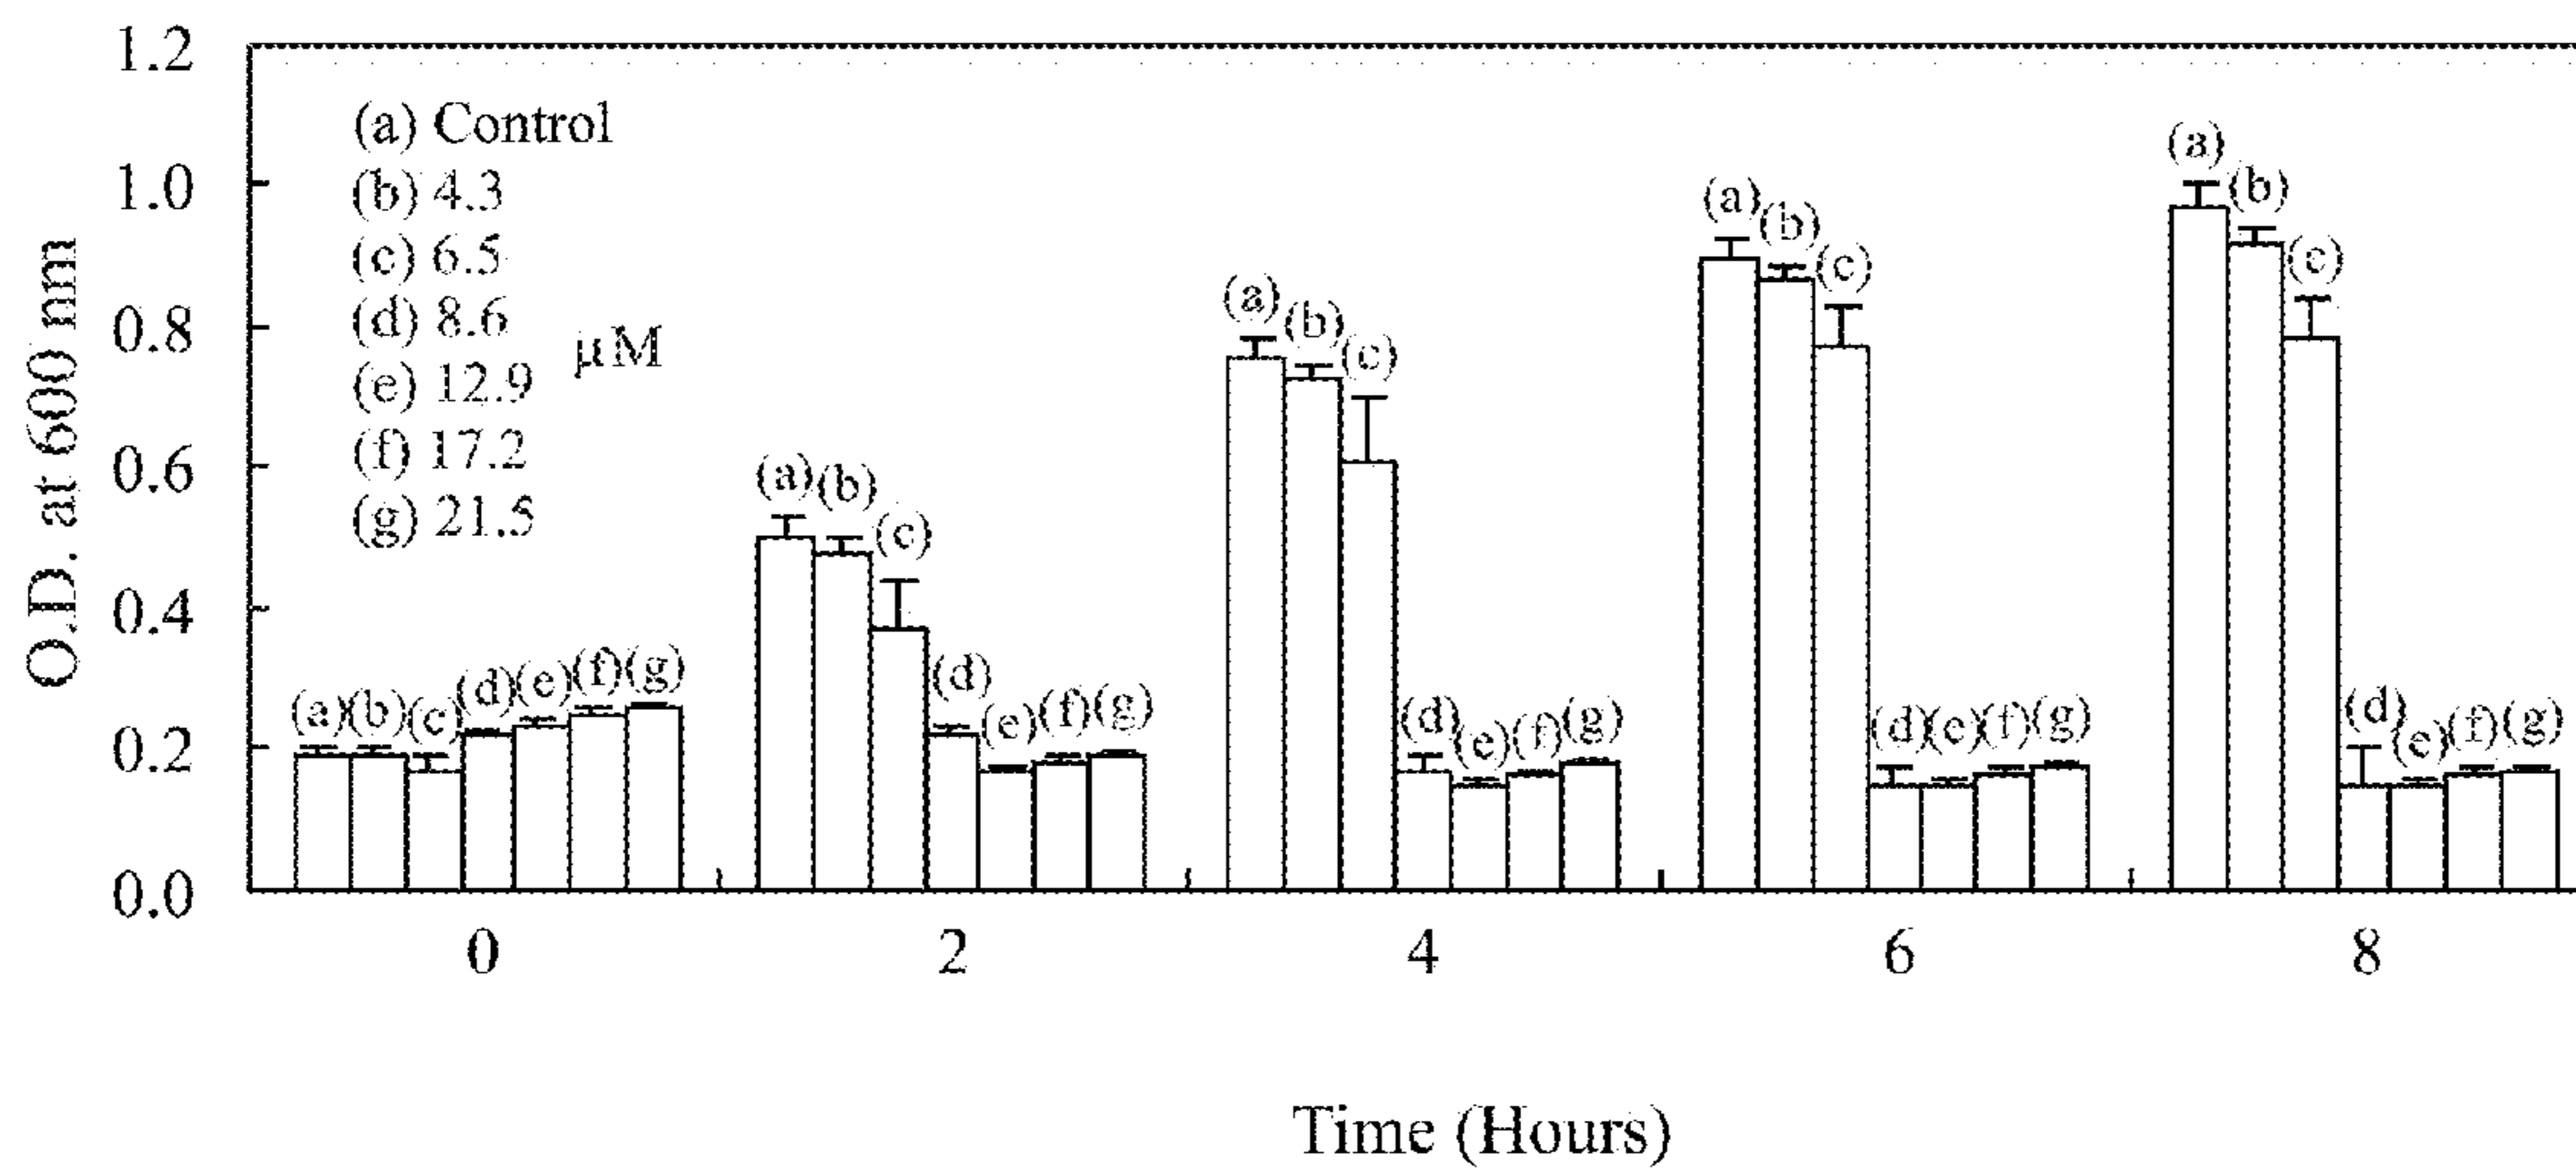 1.2
1.0
0.8
0.6
0.4
0.2
0.0
O.D. at 600 nm
(a) Control
(b) 4.3
(c) 6.5
(d) 8.6
(e) 12.9
(f) 17.2
(g) 21.5
µM
(a) (b) (c) (d) (e) (f) (g)
(a) (b) (c) (d) (e) (f) (g)
(a) (b) (c) (d) (e) (f) (g)
(a) (b) (c) (d) (e) (f) (g)
(a) (b) (c) (d) (e) (f) (g)
0 2 4 6 8
Time (Hours)